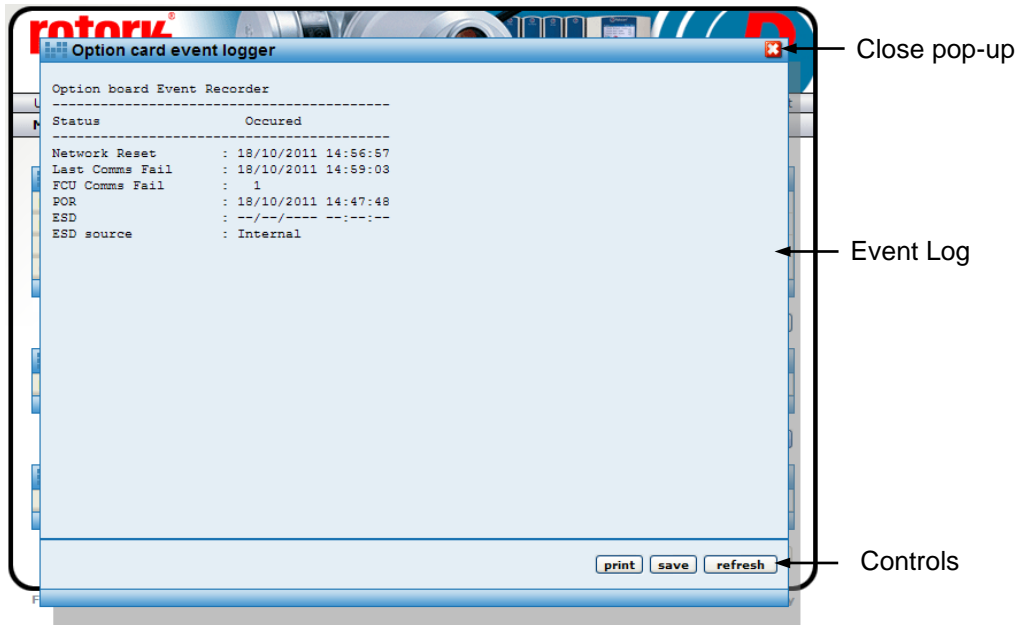 rotork®
Option card event logger
Close pop-up
Option board Event Recorder
-------------------------------------------
Status Occured
-------------------------------------------
Network Reset : 18/10/2011 14:56:57
Last Comms Fail : 18/10/2011 14:59:03
FCU Comms Fail : 1
POR : 18/10/2011 14:47:48
ESD : --/--/---- --:--:--
ESD source : Internal
Event Log
print save refresh
Controls